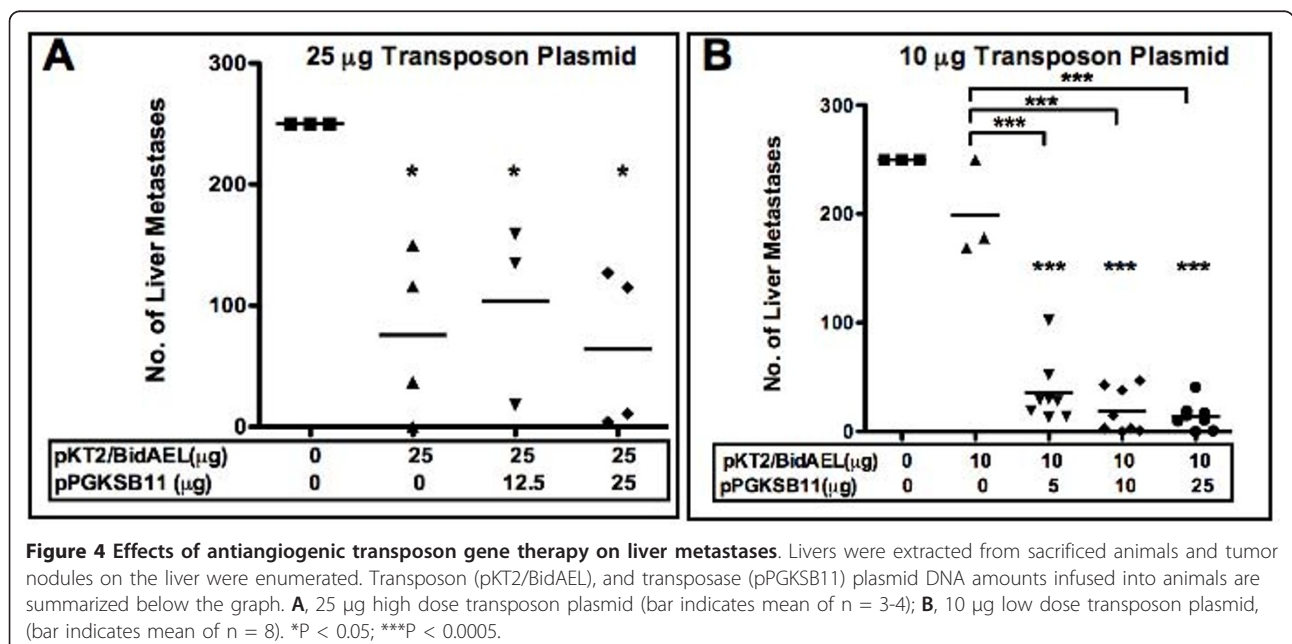 A
25 µg Transposon Plasmid
300
200
100
0
No. of Liver Metastases
* * *
pKT2/BidAEL(µg) 0 25 25 25
pPGKSB11 (µg) 0 0 12.5 25
B
10 µg Transposon Plasmid
***
***
***
300
200
100
0
No. of Liver Metastases
*** *** ***
pKT2/BidAEL(µg) 0 10 10 10 10
pPGKSB11(µg) 0 0 5 10 25
Figure 4 Effects of antiangiogenic transposon gene therapy on liver metastases. Livers were extracted from sacrificed animals and tumor
nodules on the liver were enumerated. Transposon (pKT2/BidAEL), and transposase (pPGKSB11) plasmid DNA amounts infused into animals are
summarized below the graph. A, 25 µg high dose transposon plasmid (bar indicates mean of n = 3-4); B, 10 µg low dose transposon plasmid,
(bar indicates mean of n = 8). *P < 0.05; ***P < 0.0005.